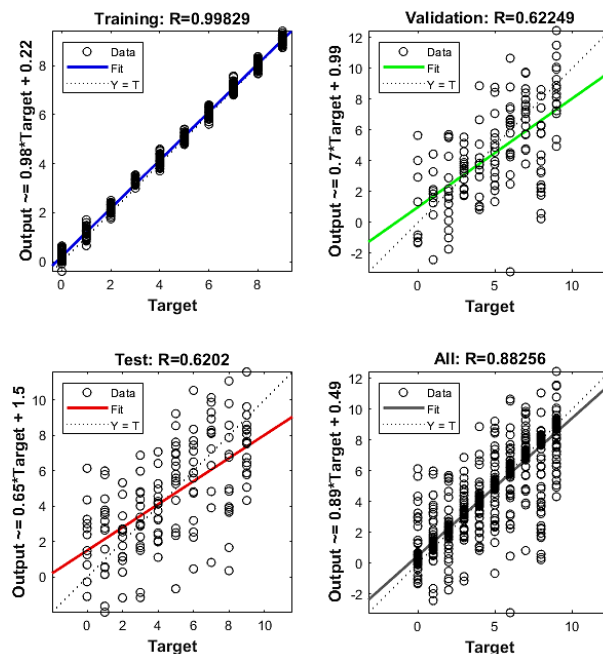 Training: R=0.99829
Output ~= 0.98*Target + 0.22
Data
Fit
Y = T
8
6
4
2
0
0 2 4 6 8
Target
Validation: R=0.62249
Output ~= 0.7*Target + 0.99
Data
Fit
Y = T
12
10
8
6
4
2
0
-2
0 5 10
Target
Test: R=0.6202
Output ~= 0.65*Target + 1.5
Data
Fit
Y = T
10
8
6
4
2
0
0 2 4 6 8 10
Target
All: R=0.88256
Output ~= 0.89*Target + 0.49
Data
Fit
Y = T
12
10
8
6
4
2
0
-2
0 5 10
Target